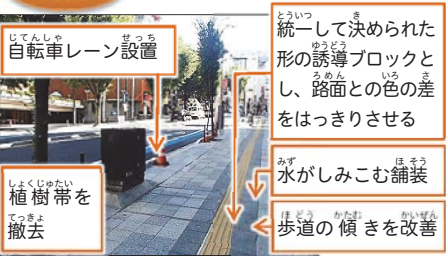 自転車レーン設置
統一して決められた
形の誘導ブロックと
し、路面との色の差
をはっきりさせる
水がしみこむ舗装
歩道の傾きを改善
植樹帯を
撤去